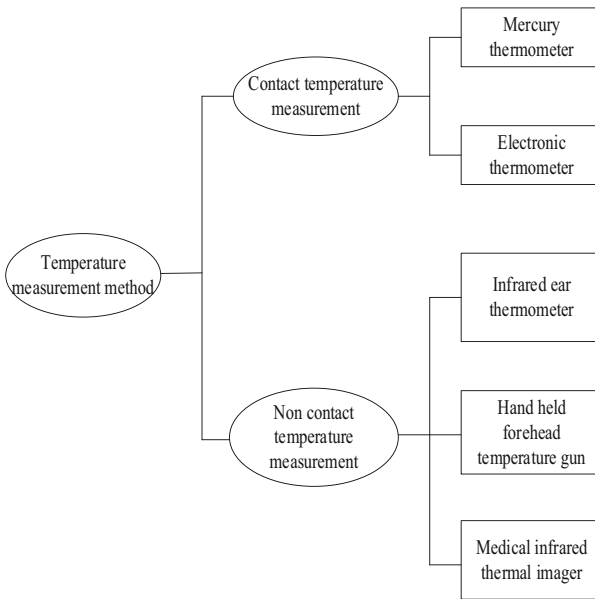 Mercury
thermometer
Contact temperature
measurement
Electronic
thermometer
Temperature
measurement method
Infrared ear
thermometer
Non contact
temperature
measurement
Hand held
forehead
temperature gun
Medical infrared
thermal imager